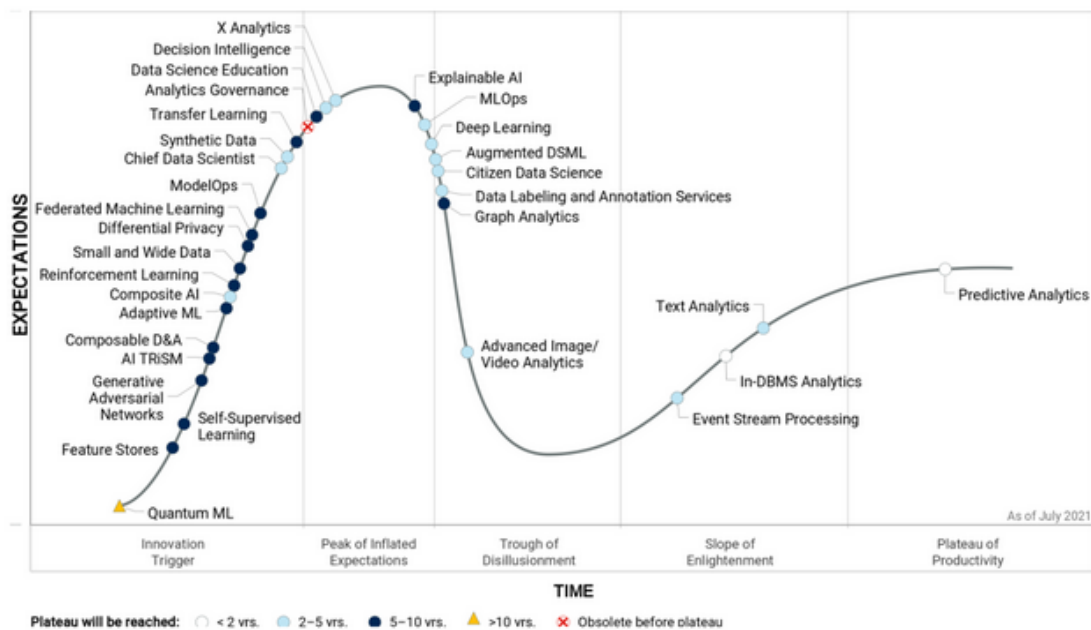 X Analytics
Decision Intelligence
Data Science Education
Analytics Governance
Transfer Learning
Synthetic Data
Chief Data Scientist
ModelOps
Federated Machine Learning
Differential Privacy
Small and Wide Data
Reinforcement Learning
Composite AI
Adaptive ML
Composable D&A
AI TRiSM
Generative
Adversarial
Networks
Self-Supervised
Learning
Feature Stores
Quantum ML
Explainable AI
MLOps
Deep Learning
Augmented DSML
Citizen Data Science
Data Labeling and Annotation Services
Graph Analytics
Advanced Image/
Video Analytics
Text Analytics
In-DBMS Analytics
Event Stream Processing
Predictive Analytics
EXPECTATIONS
As of July 2021
Innovation
Trigger
Peak of Inflated
Expectations
Trough of
Disillusionment
Slope of
Enlightenment
Plateau of
Productivity
TIME
Plateau will be reached: < 2 yrs. 2–5 yrs. 5–10 yrs. >10 yrs. Obsolete before plateau